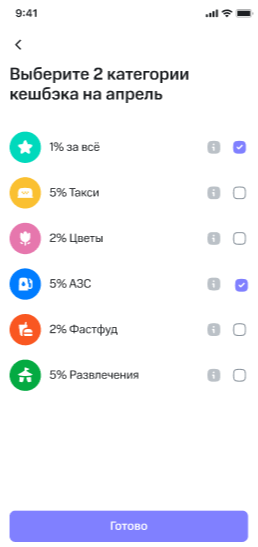 9:41
Выберите 2 категории
кешбэка на апрель
1% за всё
5% Такси
2% Цветы
5% АЗС
2% Фастфуд
5% Развлечения
Готово